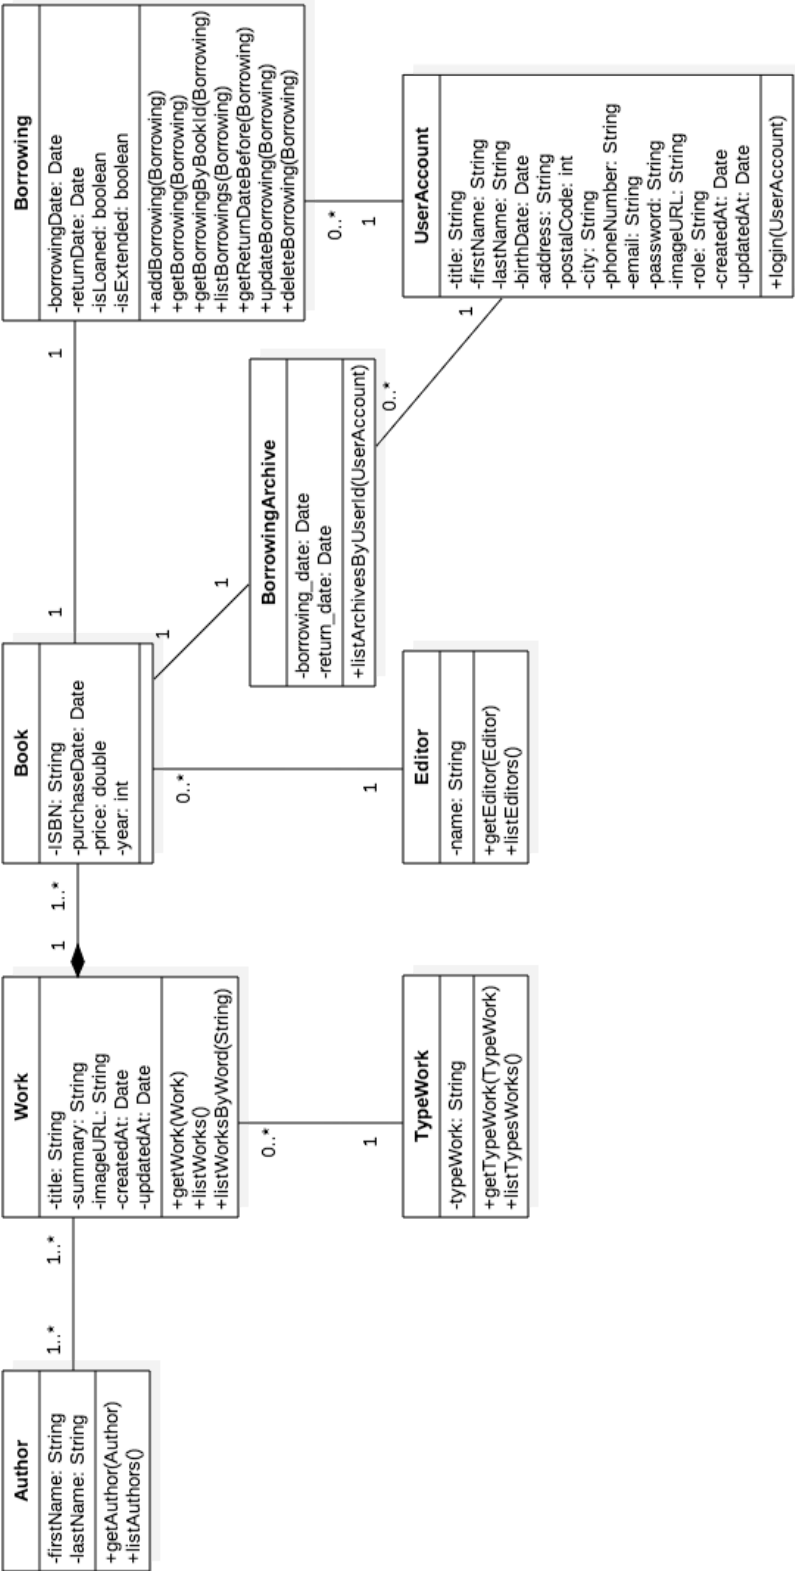 Author
-firstName: String
-lastName: String
+getAuthor(Author)
+listAuthors()
1..*
1..*
Work
-title: String
-summary: String
-imageURL: String
-createdAt: Date
-updatedAt: Date
+getWork(Work)
+listWorks()
+listWorksByWord(String)
1
1..*
Book
-ISBN: String
-purchaseDate: Date
-price: double
-year: int
1
1
Borrowing
-borrowingDate: Date
-returnDate: Date
-isLoaned: boolean
-isExtended: boolean
+addBorrowing(Borrowing)
+getBorrowing(Borrowing)
+getBorrowingByBookId(Borrowing)
+listBorrowings(Borrowing)
+getReturnDateBefore(Borrowing)
+updateBorrowing(Borrowing)
+deleteBorrowing(Borrowing)
0..*
1
0..*
1
1
1
BorrowingArchive
-borrowing_date: Date
-return_date: Date
+listArchivesByUserId(UserAccount)
0..*
1
0..*
1
TypeWork
-typeWork: String
+getTypeWork(TypeWork)
+listTypesWorks()
Editor
-name: String
+getEditor(Editor)
+listEditors()
UserAccount
-title: String
-firstName: String
-lastName: String
-birthDate: Date
-address: String
-postalCode: int
-city: String
-phoneNumber: String
-email: String
-password: String
-imageURL: String
-role: String
-createdAt: Date
-updatedAt: Date
+login(UserAccount)